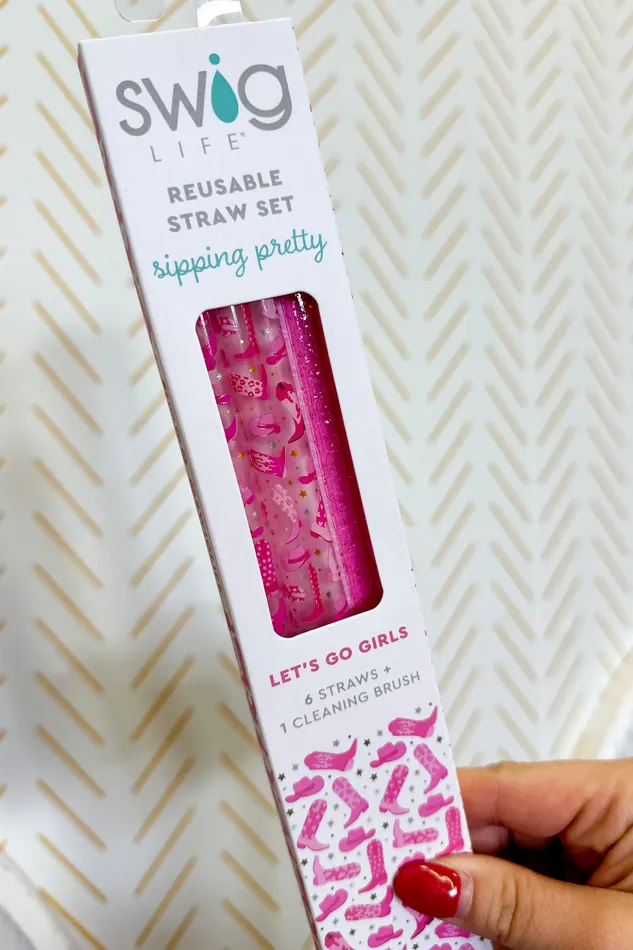 swig
LIFE®
REUSABLE
STRAW SET
sipping pretty
LET'S GO GIRLS
6 STRAWS +
1 CLEANING BRUSH